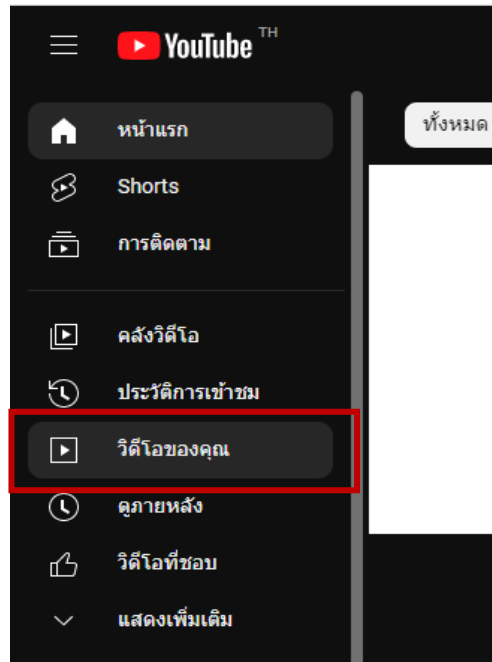 YouTube TH
ทั้งหมด
หน้าแรก
Shorts
การติดตาม
คลังวิดีโอ
ประวัติการเข้าชม
วิดีโอของคุณ
ดูภายหลัง
วิดีโอที่ชอบ
แสดงเพิ่มเติม